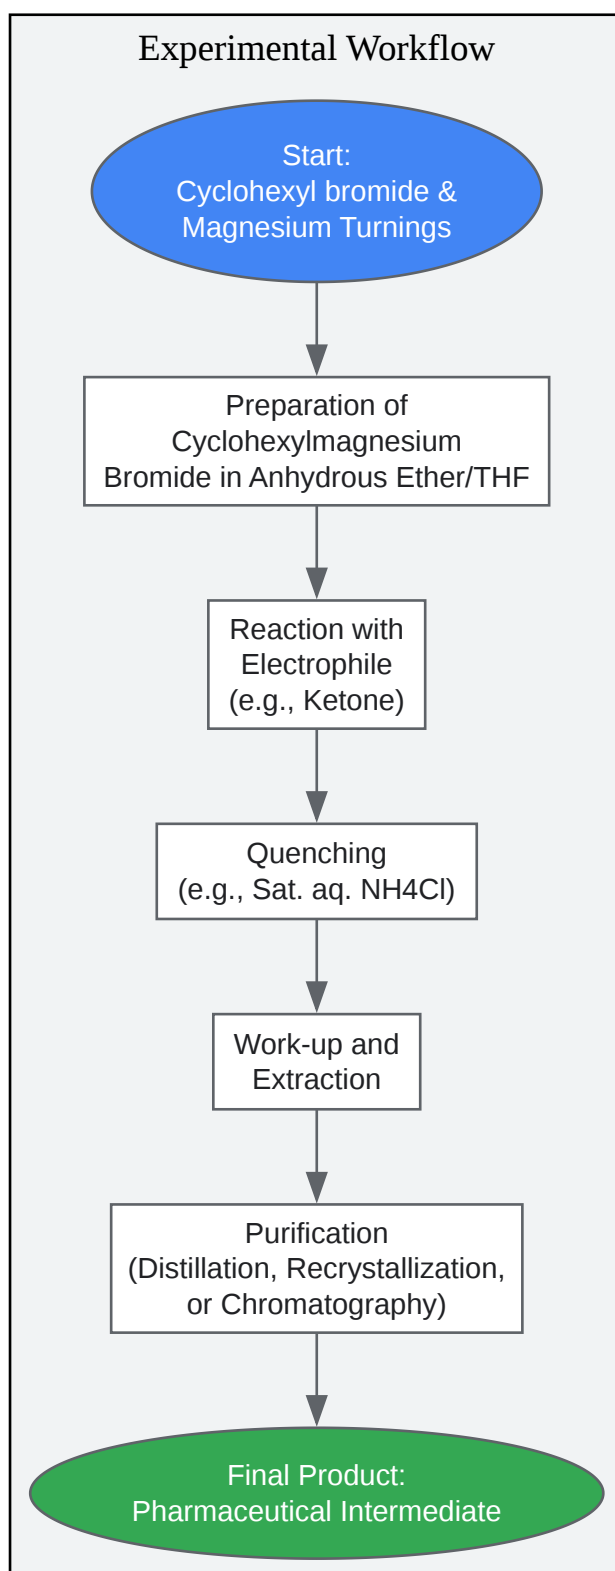 Experimental Workflow
Start:
Cyclohexyl bromide &
Magnesium Turnings
Preparation of
Cyclohexylmagnesium
Bromide in Anhydrous Ether/THF
Reaction with
Electrophile
(e.g., Ketone)
Quenching
(e.g., Sat. aq. NH4Cl)
Work-up and
Extraction
Purification
(Distillation, Recrystallization,
or Chromatography)
Final Product:
Pharmaceutical Intermediate